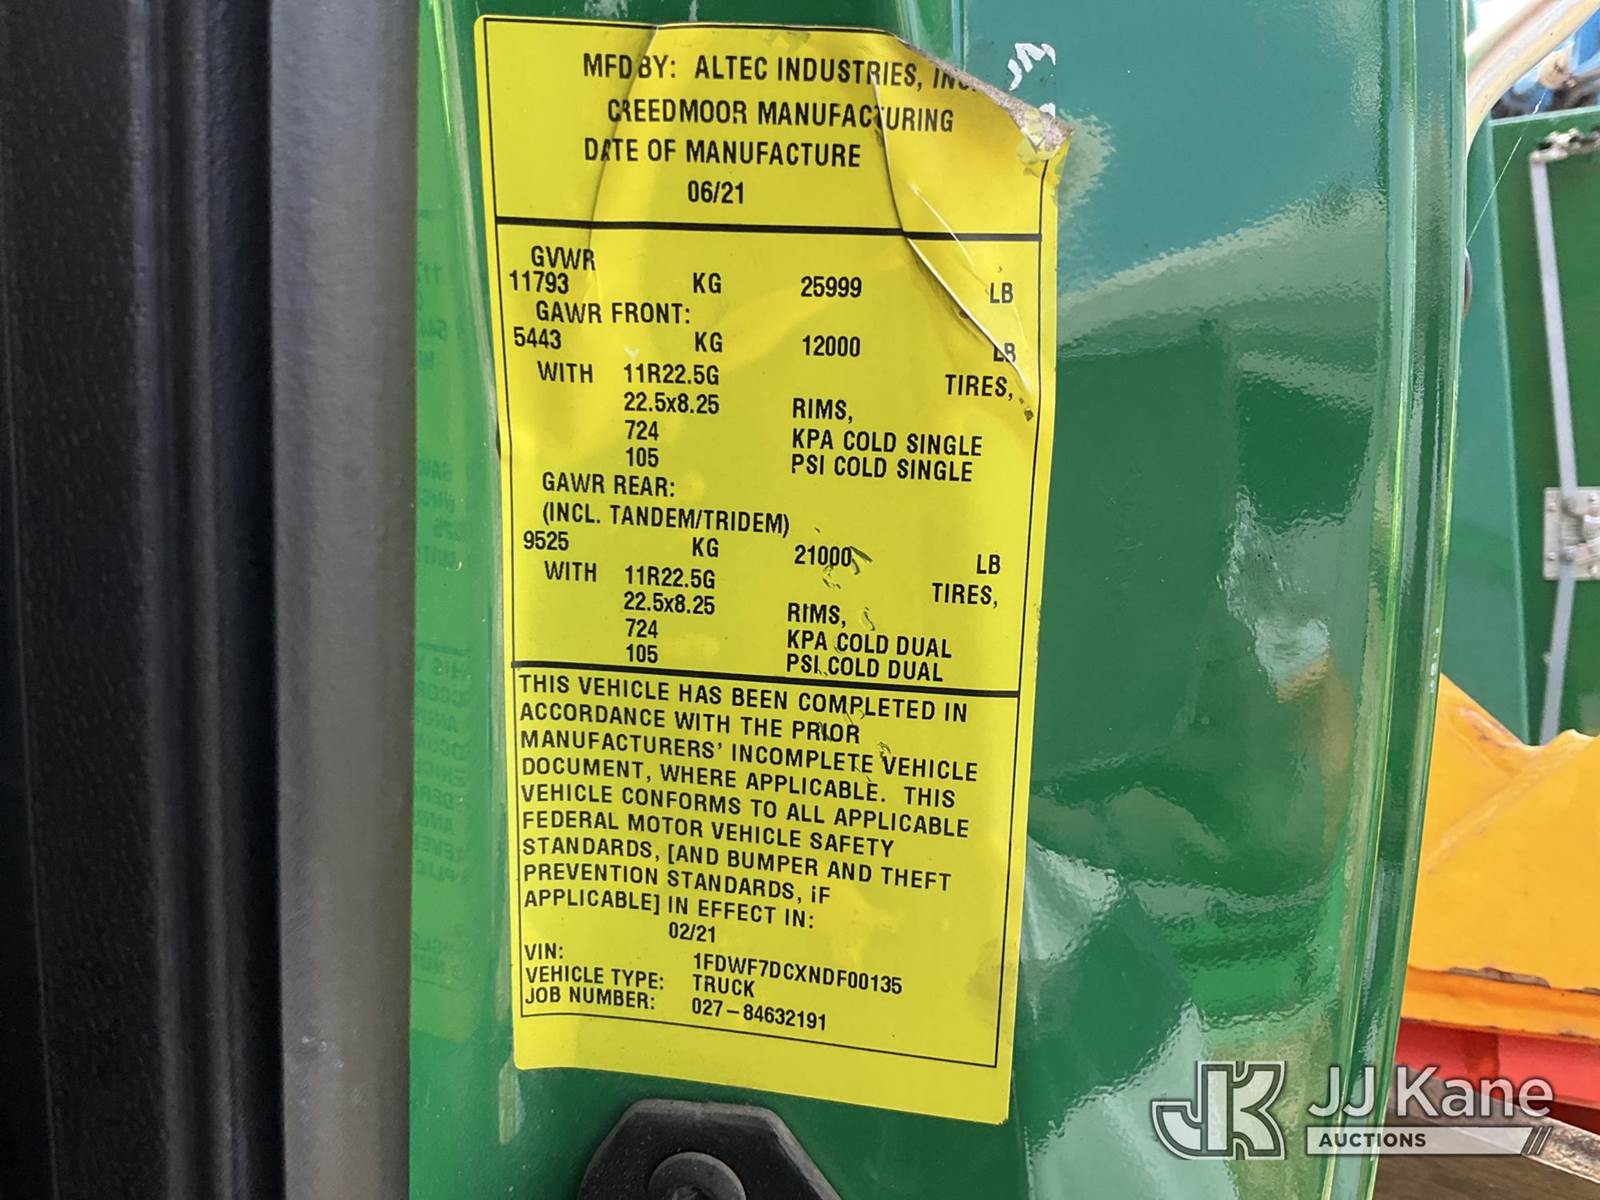 MFD BY: ALTEC INDUSTRIES, INC.
CREEDMOOR MANUFACTURING
DATE OF MANUFACTURE
06/21
GVWR
11793 KG 25999 LB
GAWR FRONT:
5443 KG 12000 LB
WITH 11R22.5G TIRES,
22.5x8.25 RIMS,
724 KPA COLD SINGLE
105 PSI COLD SINGLE
GAWR REAR:
(INCL. TANDEM/TRIDEM)
9525 KG 21000 LB
WITH 11R22.5G TIRES,
22.5x8.25 RIMS,
724 KPA COLD DUAL
105 PSI COLD DUAL
THIS VEHICLE HAS BEEN COMPLETED IN
ACCORDANCE WITH THE PRIOR
MANUFACTURERS' INCOMPLETE VEHICLE
DOCUMENT, WHERE APPLICABLE. THIS
VEHICLE CONFORMS TO ALL APPLICABLE
FEDERAL MOTOR VEHICLE SAFETY
STANDARDS, [AND BUMPER AND THEFT
PREVENTION STANDARDS, iF
APPLICABLE] IN EFFECT IN:
02/21
VIN: 1FDWF7DCXNDF00135
VEHICLE TYPE: TRUCK
JOB NUMBER: 027-84632191
JK JJ Kane
AUCTIONS